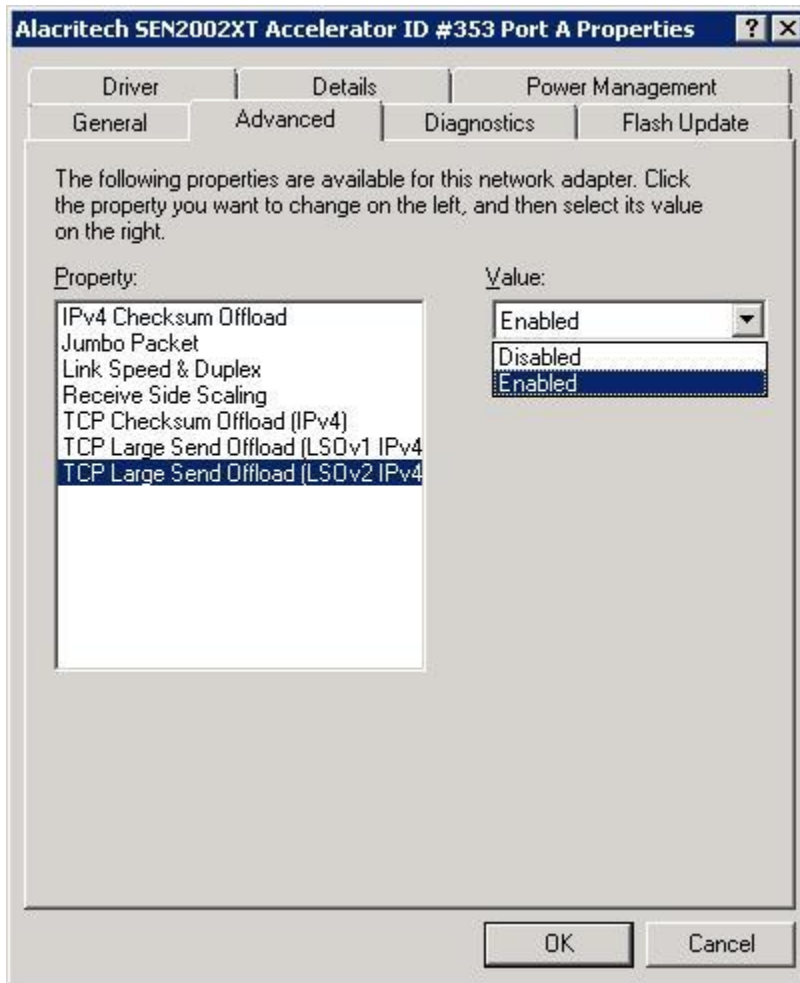 Alacritech SEN2002XT Accelerator ID #353 Port A Properties
Driver
Details
Power Management
General
Advanced
Diagnostics
Flash Update
The following properties are available for this network adapter. Click
the property you want to change on the left, and then select its value
on the right.
Property:
Value:
IPv4 Checksum Offload
Jumbo Packet
Link Speed & Duplex
Receive Side Scaling
TCP Checksum Offload (IPv4)
TCP Large Send Offload (LSOv1 IPv4
TCP Large Send Offload (LSOv2 IPv4
Enabled
Disabled
Enabled
OK
Cancel